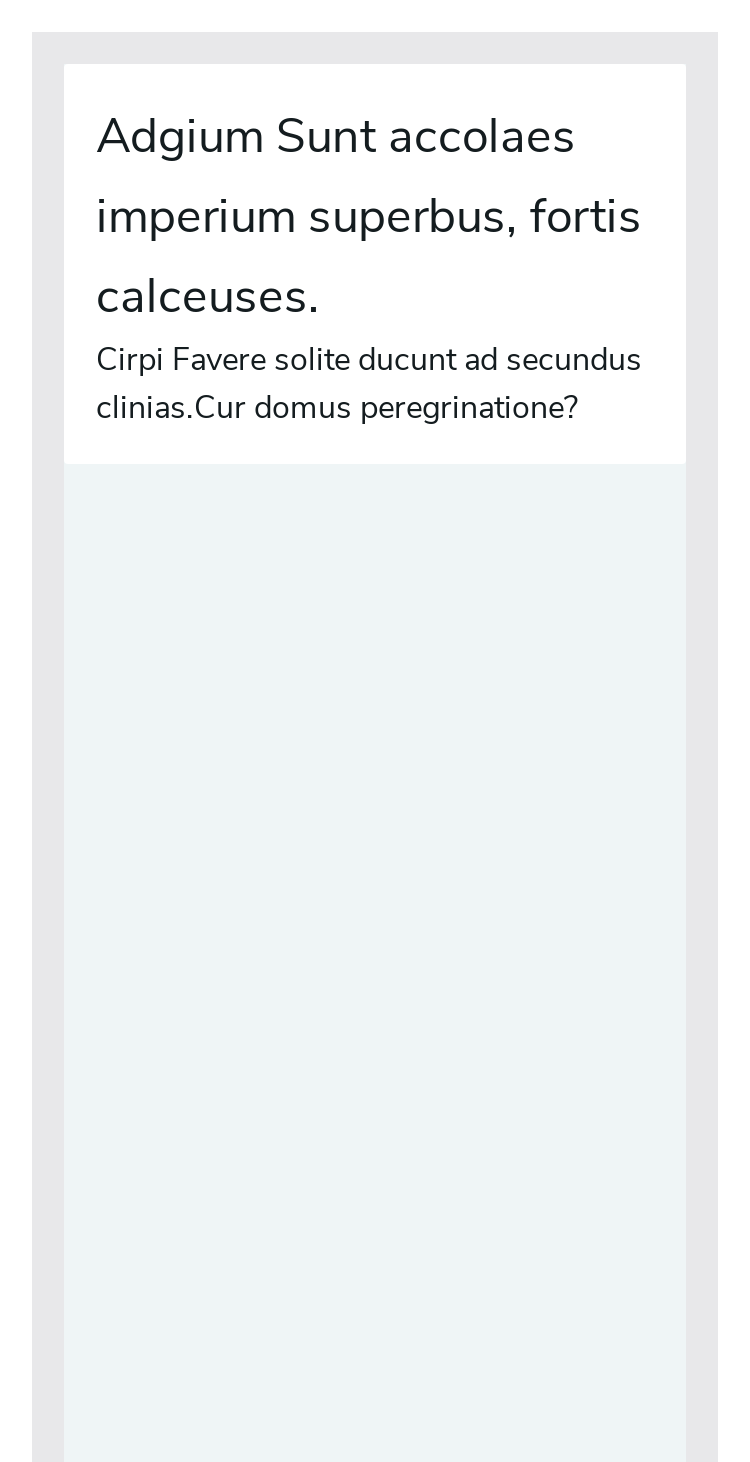 Adgium Sunt accolaes
imperium superbus, fortis
calceuses.
Cirpi Favere solite ducunt ad secundus
clinias.Cur domus peregrinatione?